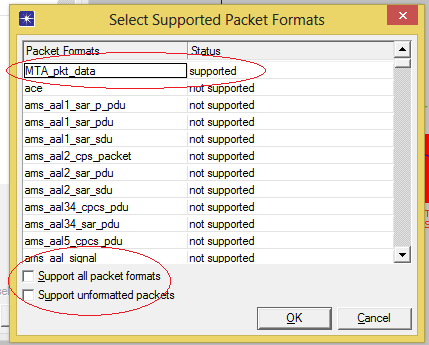 Select Supported Packet Formats
Packet Formats Status
MTA_pkt_data supported
ace not supported
ams_aal1_sar_p_pdu not supported
ams_aal1_sar_pdu not supported
ams_aal1_sar_sdu not supported
ams_aal2_cps_packet not supported
ams_aal2_sar_pdu not supported
ams_aal2_sar_sdu not supported
ams_aal34_cpcs_pdu not supported
ams_aal34_sar_pdu not supported
ams_aal5_cpcs_pdu not supported
ams_aal_signal not supported
Support all packet formats
Support unformatted packets
OK Cancel